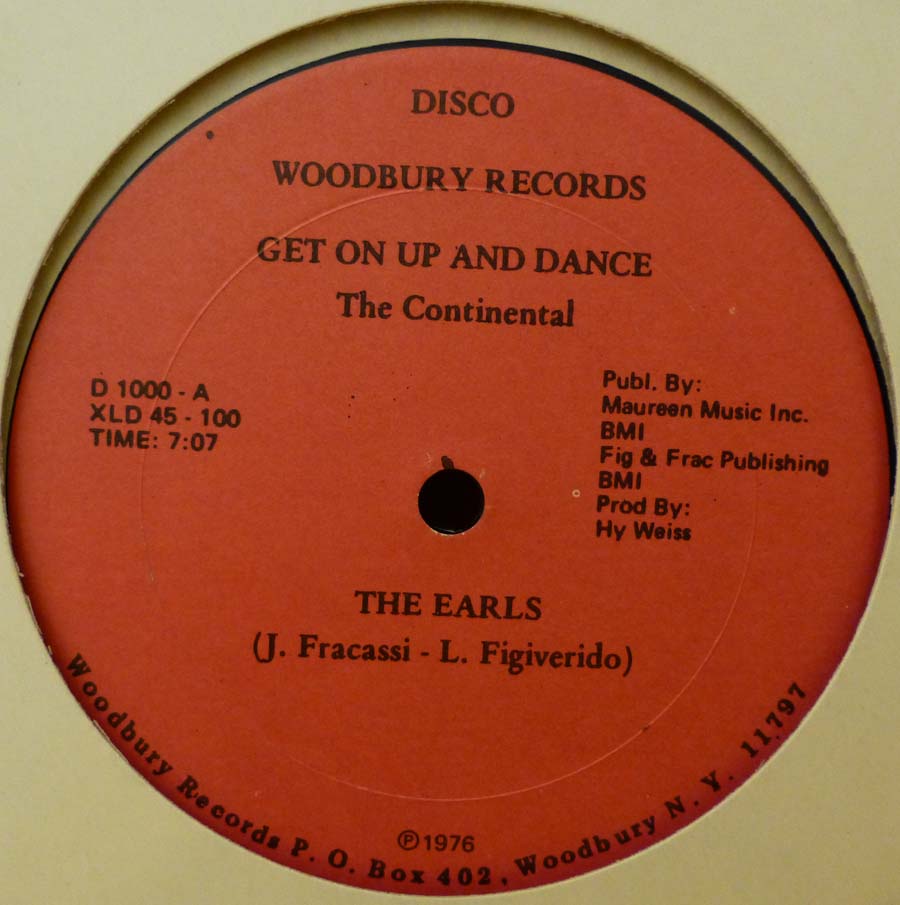 DISCO
WOODBURY RECORDS
GET ON UP AND DANCE
The Continental
D 1000 - A
XLD 45 - 100
TIME: 7:07
Publ. By:
Maureen Music Inc.
BMI
Fig & Frac Publishing
BMI
Prod By:
Hy Weiss
THE EARLS
(J. Fracassi - L. Figiverido)
℗1976
Woodbury Records P. O. Box 402, Woodbury N. Y. 11797